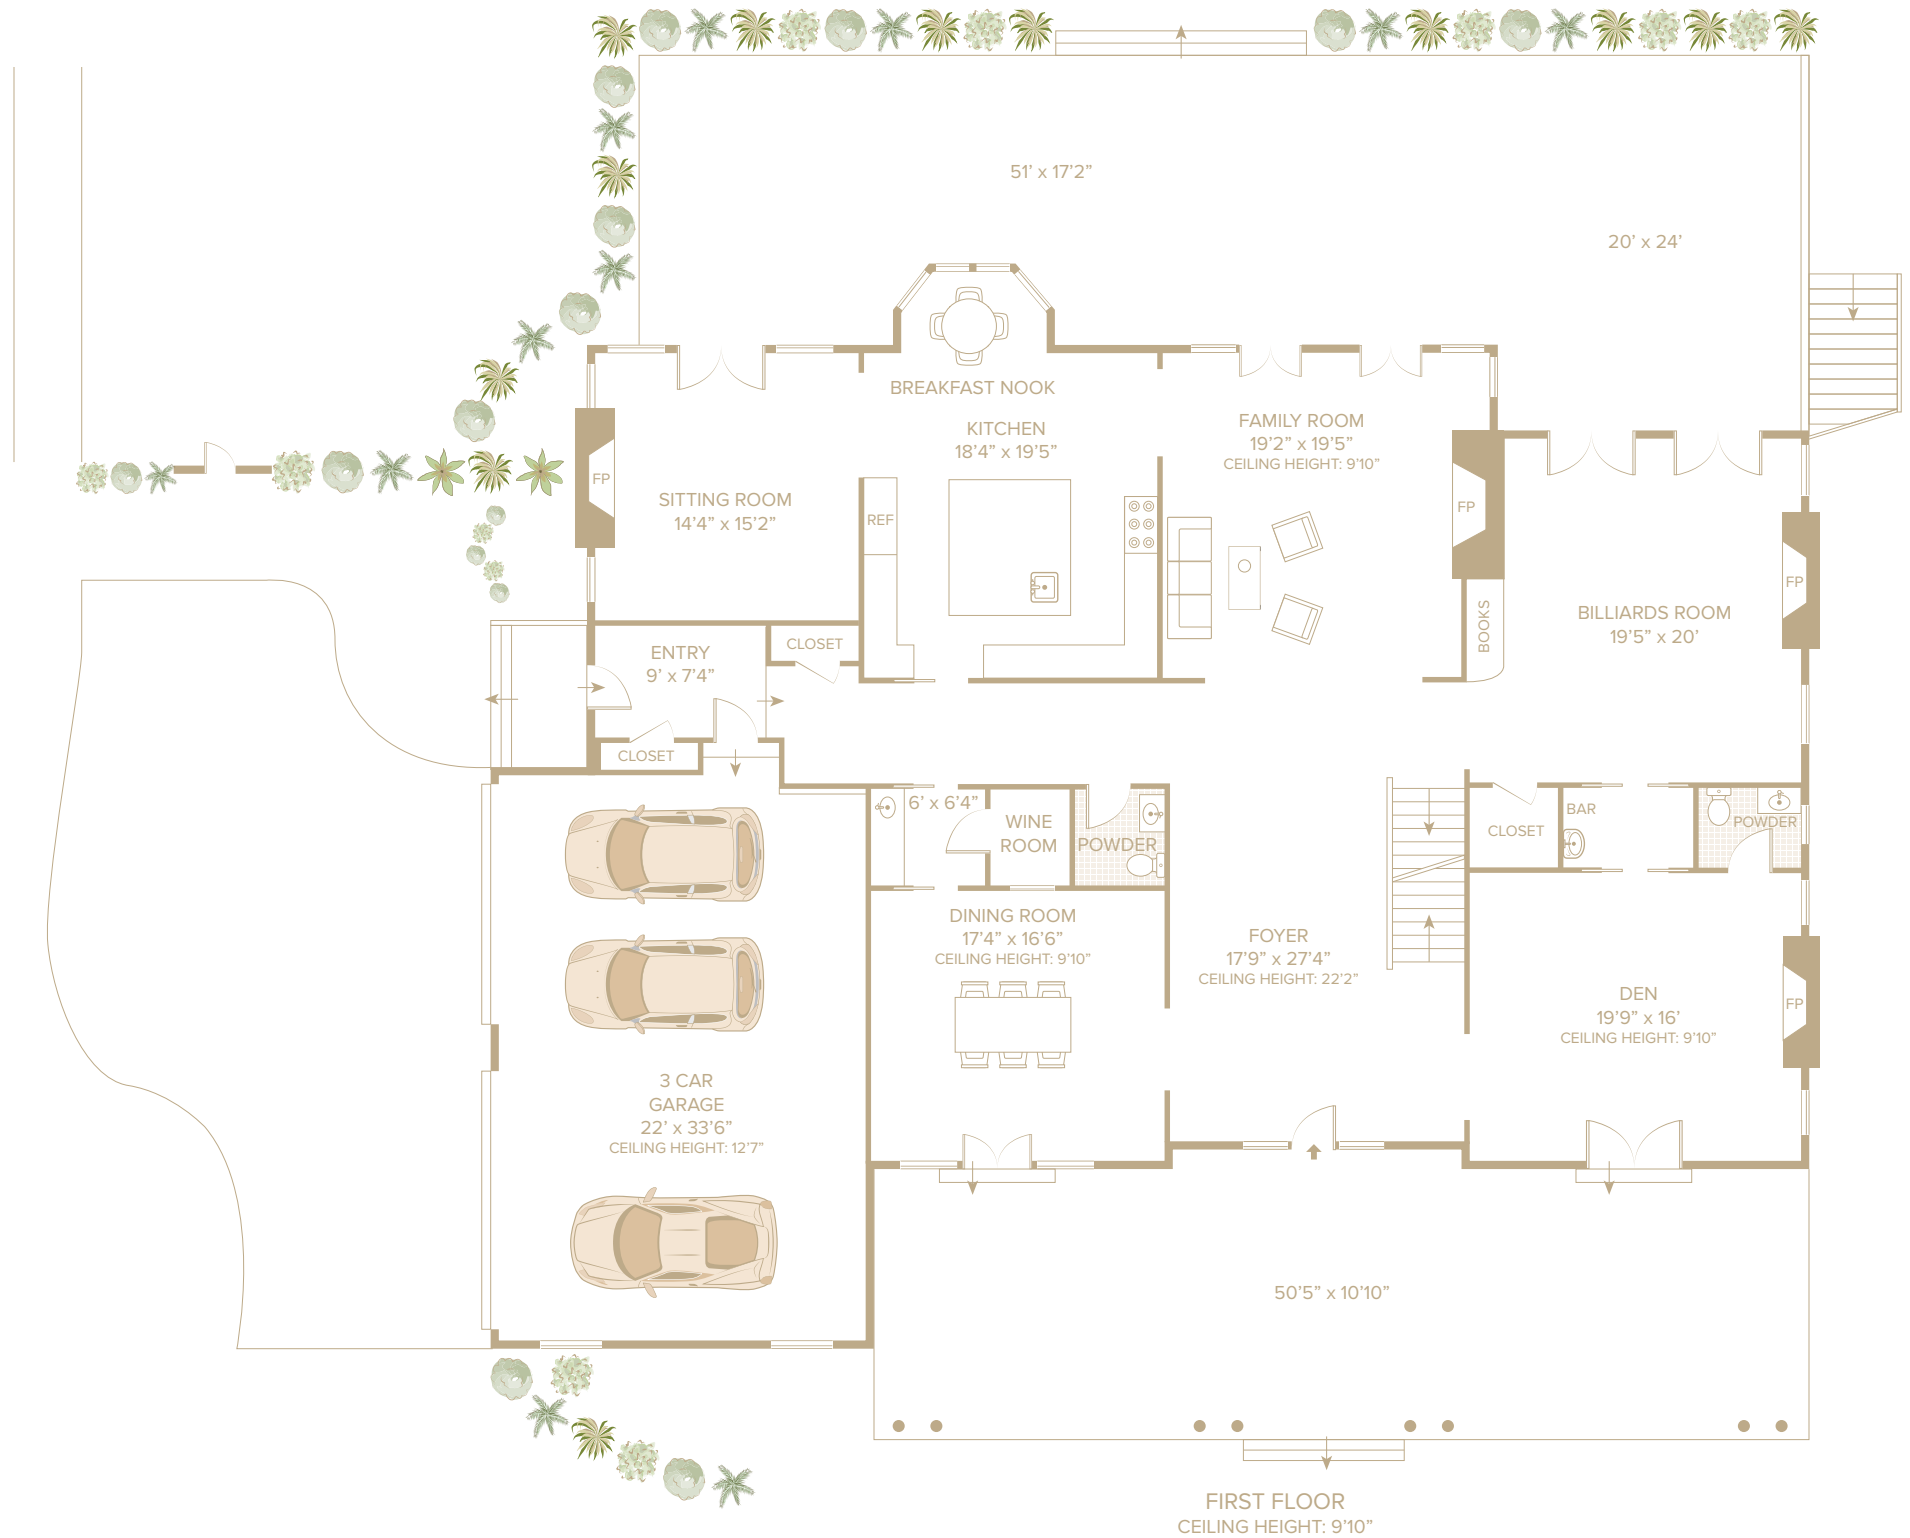 51’ x 17’2”
20’ x 24’
BREAKFAST NOOK
KITCHEN
18’4” x 19’5”
FAMILY ROOM
19’2” x 19’5”
CEILING HEIGHT: 9’10”
FP
SITTING ROOM
14’4” x 15’2”
REF
FP
FP
BOOKS
BILLIARDS ROOM
19’5” x 20’
ENTRY
9’ x 7’4”
CLOSET
CLOSET
6’ x 6’4”
WINE
ROOM
POWDER
CLOSET
BAR
POWDER
DINING ROOM
17’4” x 16’6”
CEILING HEIGHT: 9’10”
FOYER
17’9” x 27’4”
CEILING HEIGHT: 22’2”
DEN
19’9” x 16’
CEILING HEIGHT: 9’10”
FP
3 CAR
GARAGE
22’ x 33’6”
CEILING HEIGHT: 12’7”
50’5” x 10’10”
FIRST FLOOR
CEILING HEIGHT: 9’10”